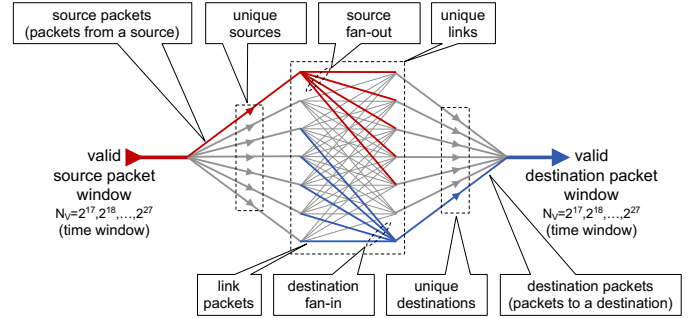 source packets
(packets from a source)
unique
sources
source
fan-out
unique
links
valid
source packet
window
N_V=2^17,2^18,...,2^27
(time window)
valid
destination packet
window
N_V=2^17,2^18,...,2^27
(time window)
link
packets
destination
fan-in
unique
destinations
destination packets
(packets to a destination)